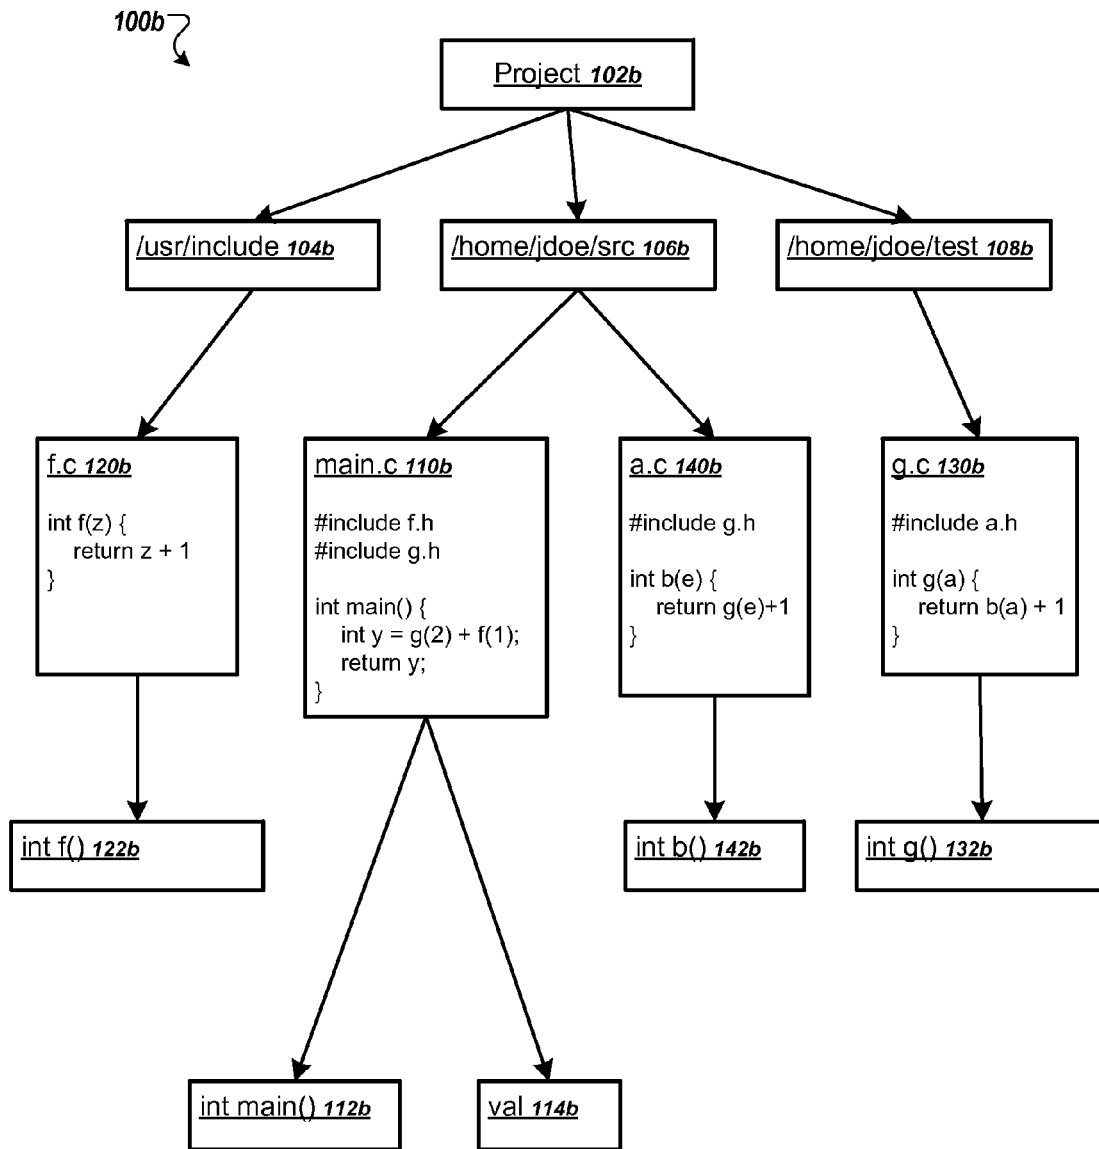 100b
Project 102b
/usr/include 104b
/home/jdoe/src 106b
/home/jdoe/test 108b
f.c 120b
int f(z) {
return z + 1
}
main.c 110b
#include f.h
#include g.h
int main() {
int y = g(2) + f(1);
return y;
}
a.c 140b
#include g.h
int b(e) {
return g(e)+1
}
g.c 130b
#include a.h
int g(a) {
return b(a) + 1
}
int f() 122b
int b() 142b
int g() 132b
int main() 112b
val 114b